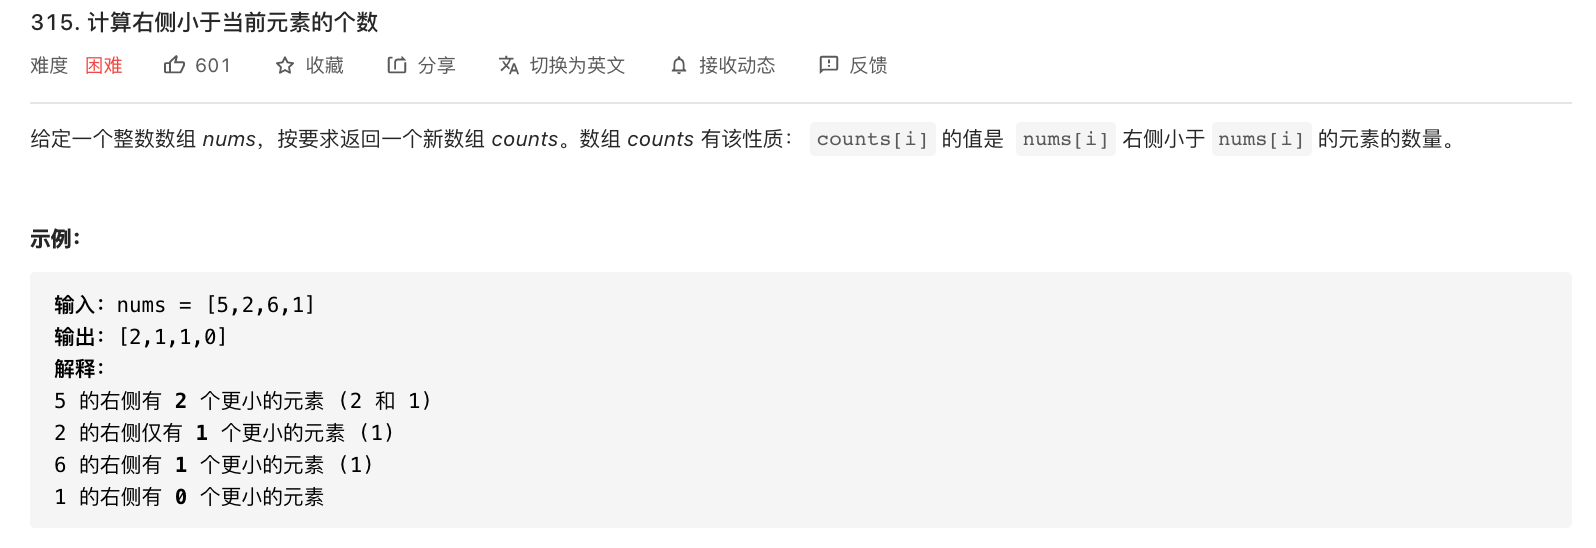 315. 计算右侧小于当前元素的个数
难度 困难 601 收藏 分享 切换为英文 接收动态 反馈
给定一个整数数组 nums，按要求返回一个新数组 counts。数组 counts 有该性质： counts[i] 的值是 nums[i] 右侧小于 nums[i] 的元素的数量。
示例：
输入：nums = [5,2,6,1]
输出：[2,1,1,0]
解释：
5 的右侧有 2 个更小的元素 (2 和 1)
2 的右侧仅有 1 个更小的元素 (1)
6 的右侧有 1 个更小的元素 (1)
1 的右侧有 0 个更小的元素